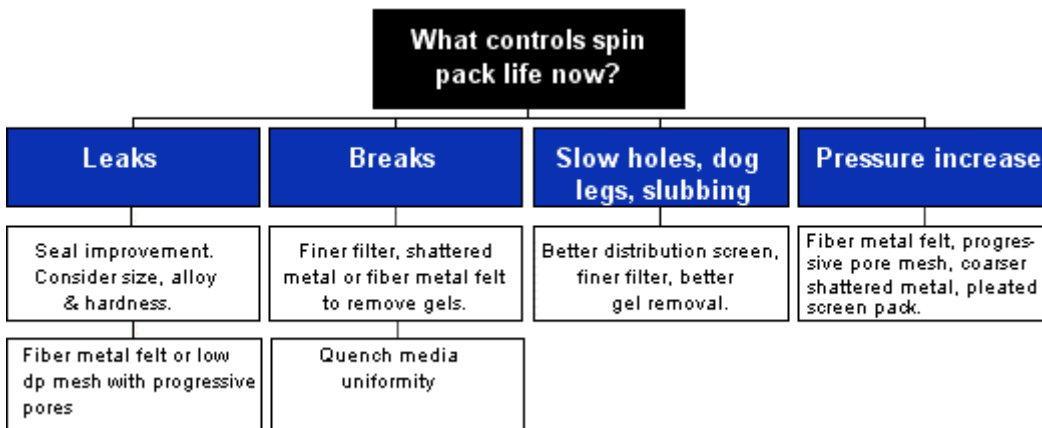 What controls spin
pack life now?
Leaks
Breaks
Slow holes, dog
legs, slubbing
Pressure increase
Seal improvement.
Consider size, alloy
& hardness.
Finer filter, shattered
metal or fiber metal felt
to remove gels.
Better distribution screen,
finer filter, better
gel removal.
Fiber metal felt, progres-
sive pore mesh, coarser
shattered metal, pleated
screen pack.
Fiber metal felt or low
dp mesh with progressive
pores
Quench media
uniformity